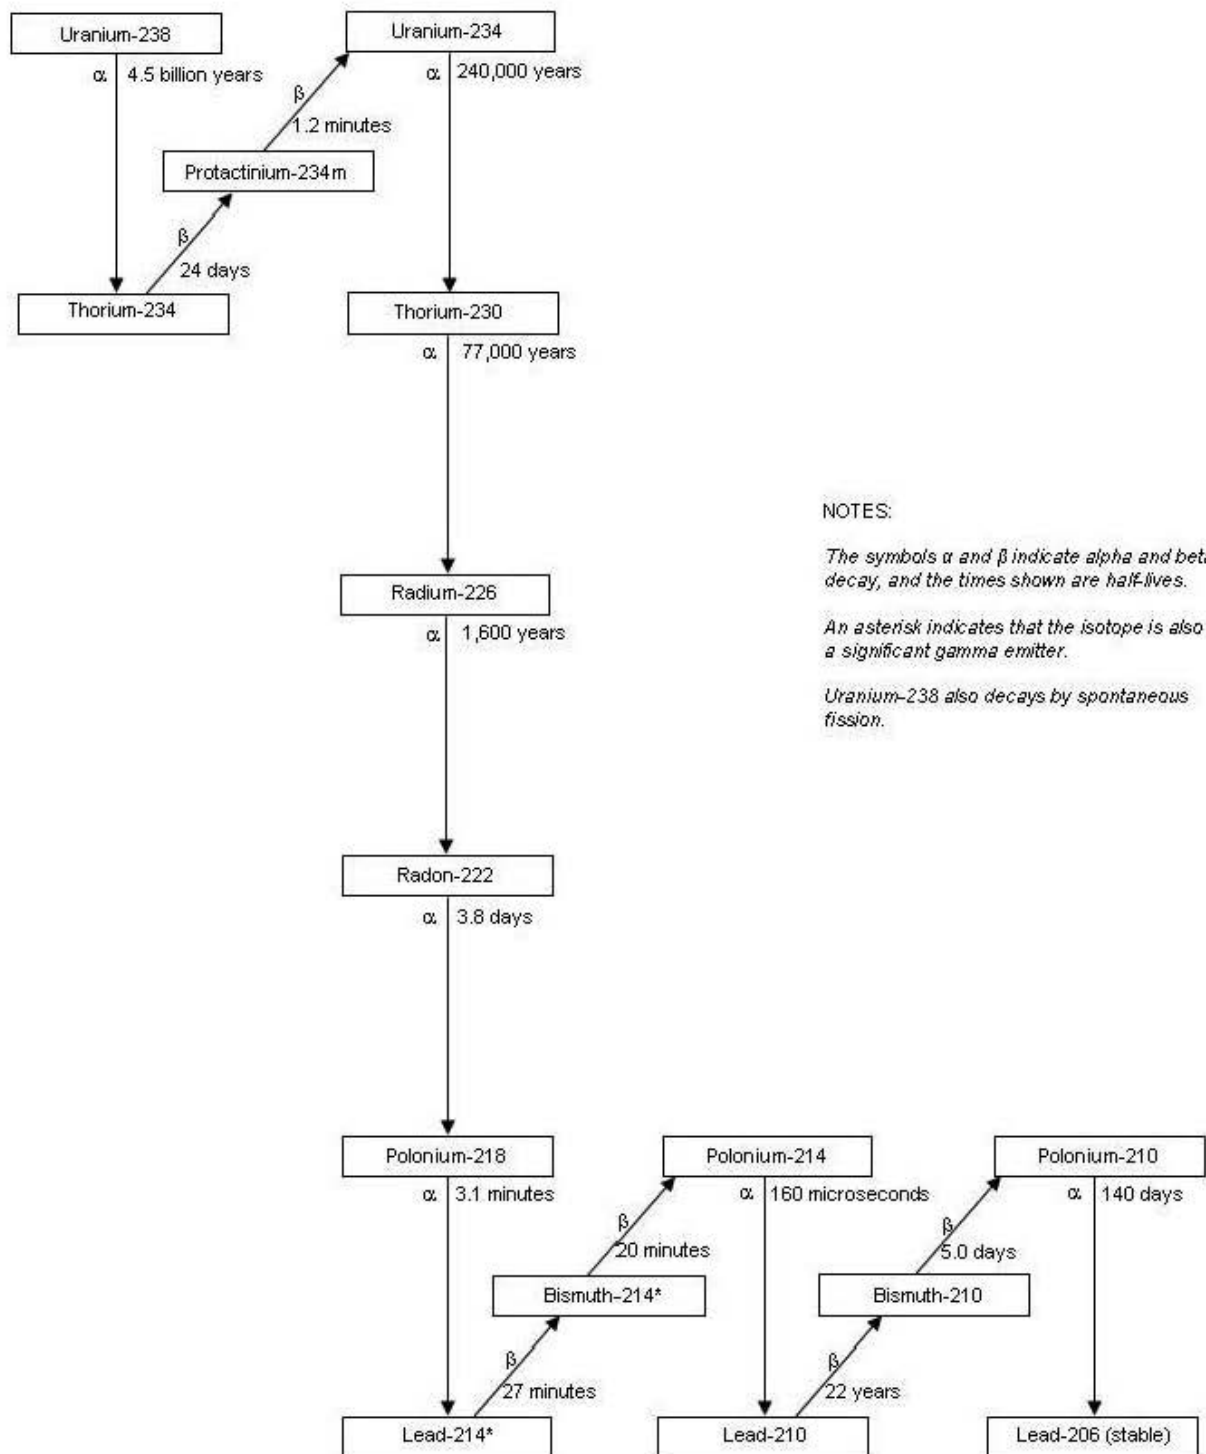 Uranium-238
Uranium-234
α 4.5 billion years
α 240,000 years
β
1.2 minutes
Protactinium-234m
β
24 days
Thorium-234
Thorium-230
α 77,000 years
NOTES:
The symbols α and β indicate alpha and beta
decay, and the times shown are half-lives.
Radium-226
α 1,600 years
An asterisk indicates that the isotope is also
a significant gamma emitter.
Uranium-238 also decays by spontaneous
fission.
Radon-222
α 3.8 days
Polonium-218
Polonium-214
Polonium-210
α 3.1 minutes
α 160 microseconds
α 140 days
β
20 minutes
β
5.0 days
Bismuth-214*
Bismuth-210
β
27 minutes
β
22 years
Lead-214*
Lead-210
Lead-206 (stable)